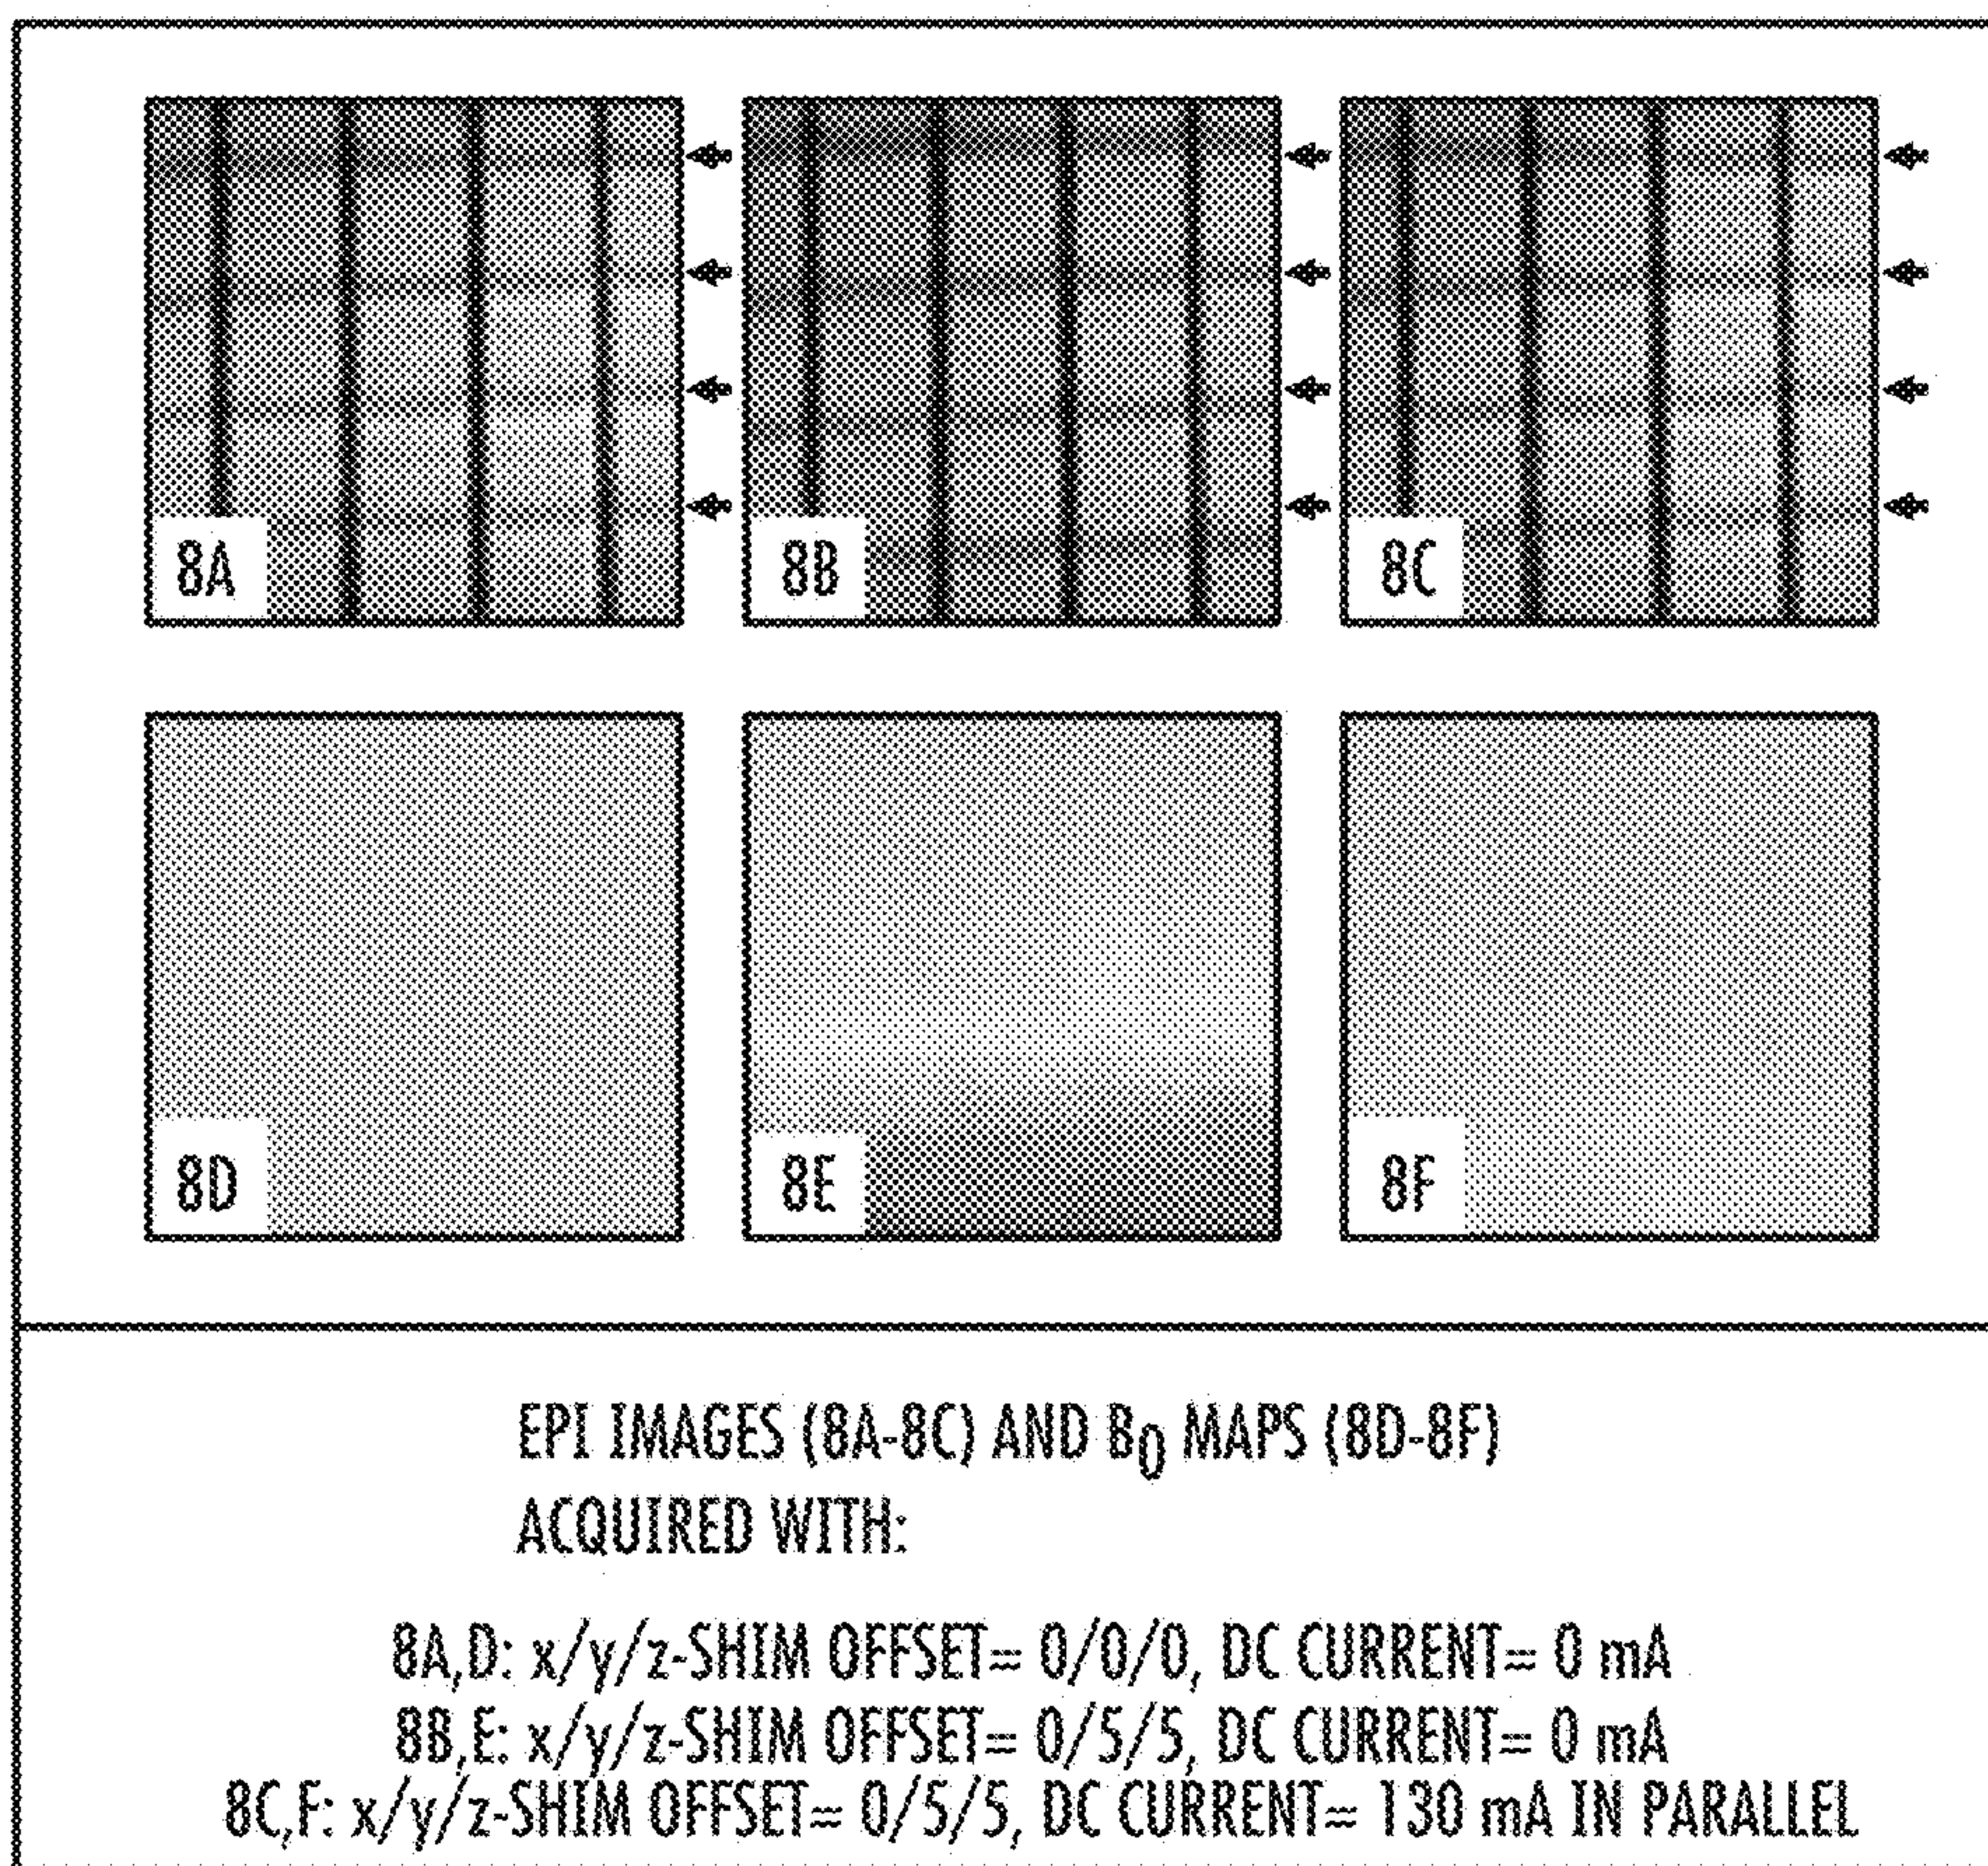 8A
8B
8C
8D
8E
8F
EPI IMAGES (8A-8C) AND B0 MAPS (8D-8F)
ACQUIRED WITH:
8A,D: x/y/z-SHIM OFFSET= 0/0/0, DC CURRENT= 0 mA
8B,E: x/y/z-SHIM OFFSET= 0/5/5, DC CURRENT= 0 mA
8C,F: x/y/z-SHIM OFFSET= 0/5/5, DC CURRENT= 130 mA IN PARALLEL